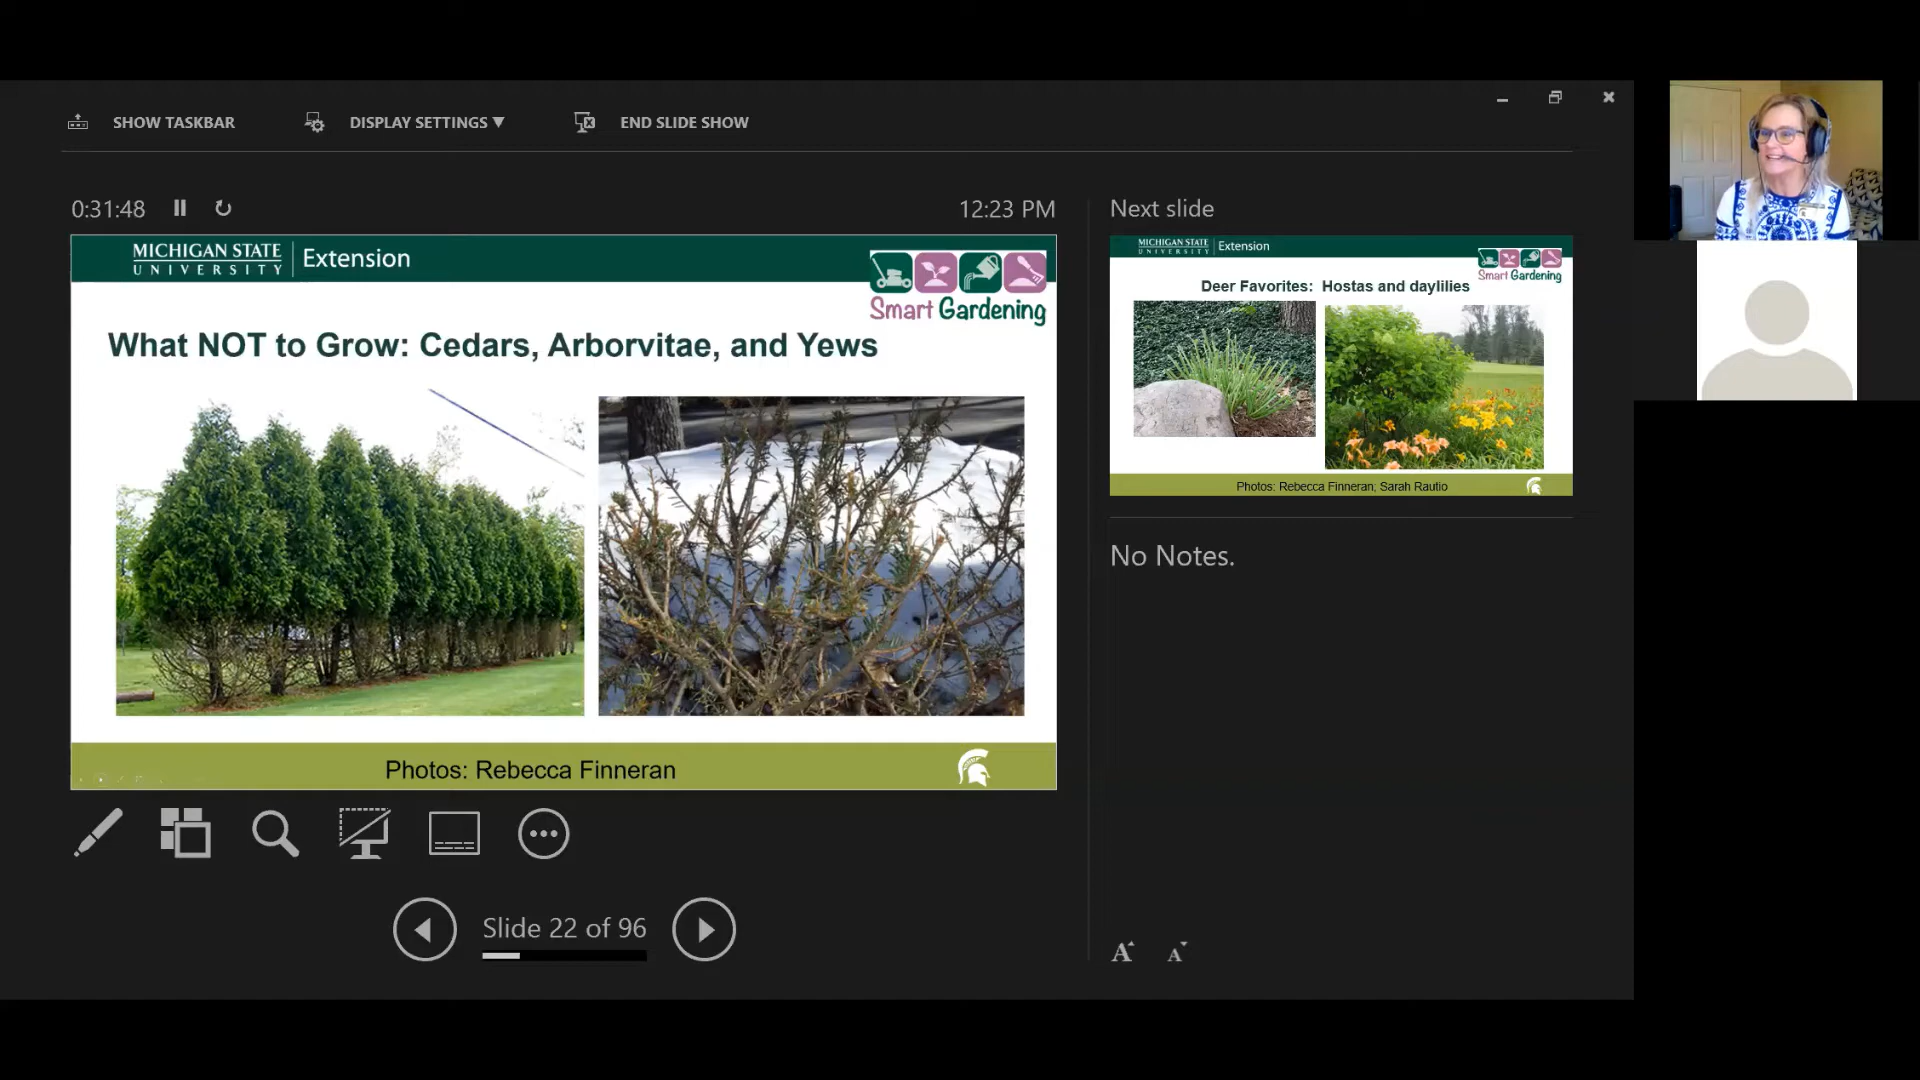 SHOW TASKBAR
DISPLAY SETTINGS ▼
END SLIDE SHOW
0:31:48
12:23 PM
MICHIGAN STATE
UNIVERSITY
Extension
Smart Gardening
What NOT to Grow: Cedars, Arborvitae, and Yews
Photos: Rebecca Finneran
Slide 22 of 96
Next slide
MICHIGAN STATE
UNIVERSITY
Extension
Smart Gardening
Deer Favorites: Hostas and daylilies
Photos: Rebecca Finneran; Sarah Rautio
No Notes.
A
A